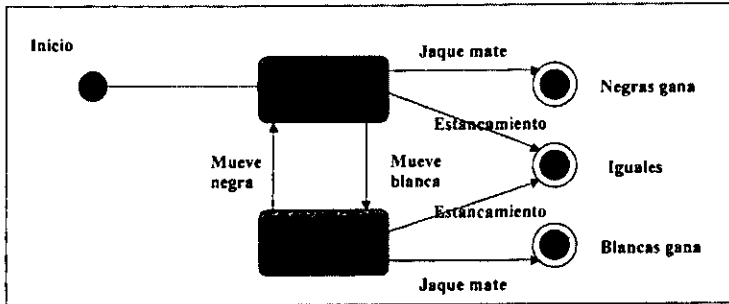 Inicio
Jaque mate
Negras gana
Estancamiento
Mueve
negra
Mueve
blanca
Iguales
Estancamiento
Blancas gana
Jaque mate